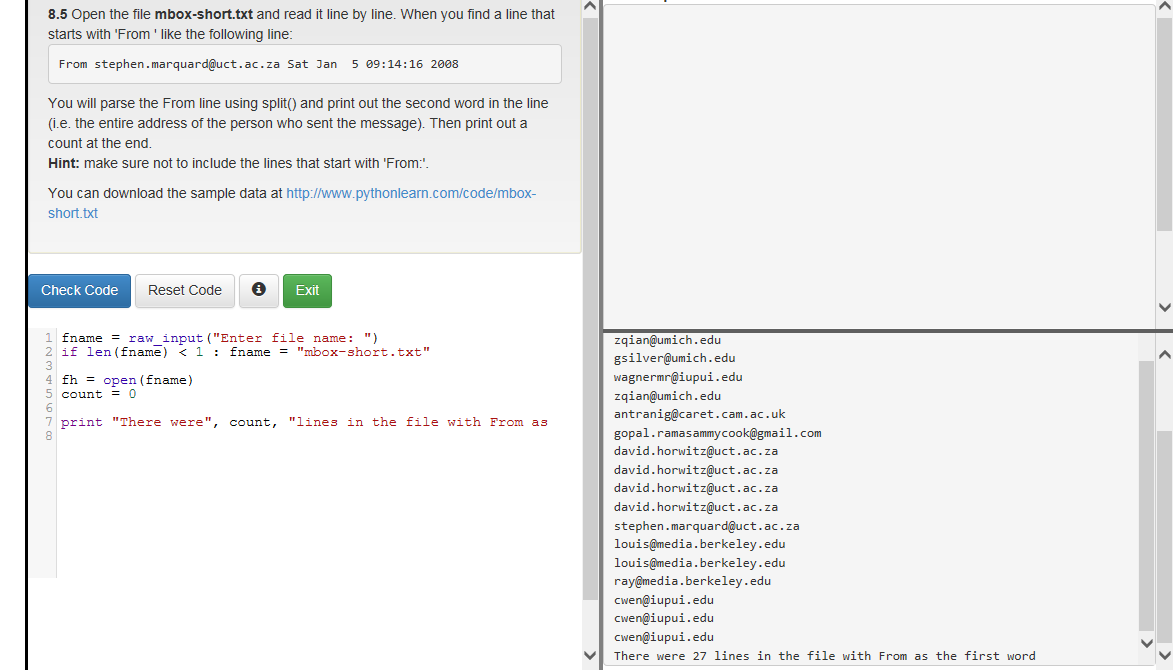 8.5 Open the file mbox-short.txt and read it line by line. When you find a line that
starts with 'From ' like the following line:
From stephen.marquard@uct.ac.za Sat Jan  5 09:14:16 2008
You will parse the From line using split() and print out the second word in the line
(i.e. the entire address of the person who sent the message). Then print out a
count at the end.
Hint: make sure not to include the lines that start with 'From:'.
You can download the sample data at http://www.pythonlearn.com/code/mbox-
short.txt
Check Code Reset Code Exit
1 fname = raw_input("Enter file name: ")
2 if len(fname) < 1 : fname = "mbox-short.txt"
3
4 fh = open(fname)
5 count = 0
6
7 print "There were", count, "lines in the file with From as
8
zqian@umich.edu
gsilver@umich.edu
wagnermr@iupui.edu
zqian@umich.edu
antranig@caret.cam.ac.uk
gopal.ramasammycook@gmail.com
david.horwitz@uct.ac.za
david.horwitz@uct.ac.za
david.horwitz@uct.ac.za
david.horwitz@uct.ac.za
stephen.marquard@uct.ac.za
louis@media.berkeley.edu
louis@media.berkeley.edu
ray@media.berkeley.edu
cwen@iupui.edu
cwen@iupui.edu
cwen@iupui.edu
There were 27 lines in the file with From as the first word